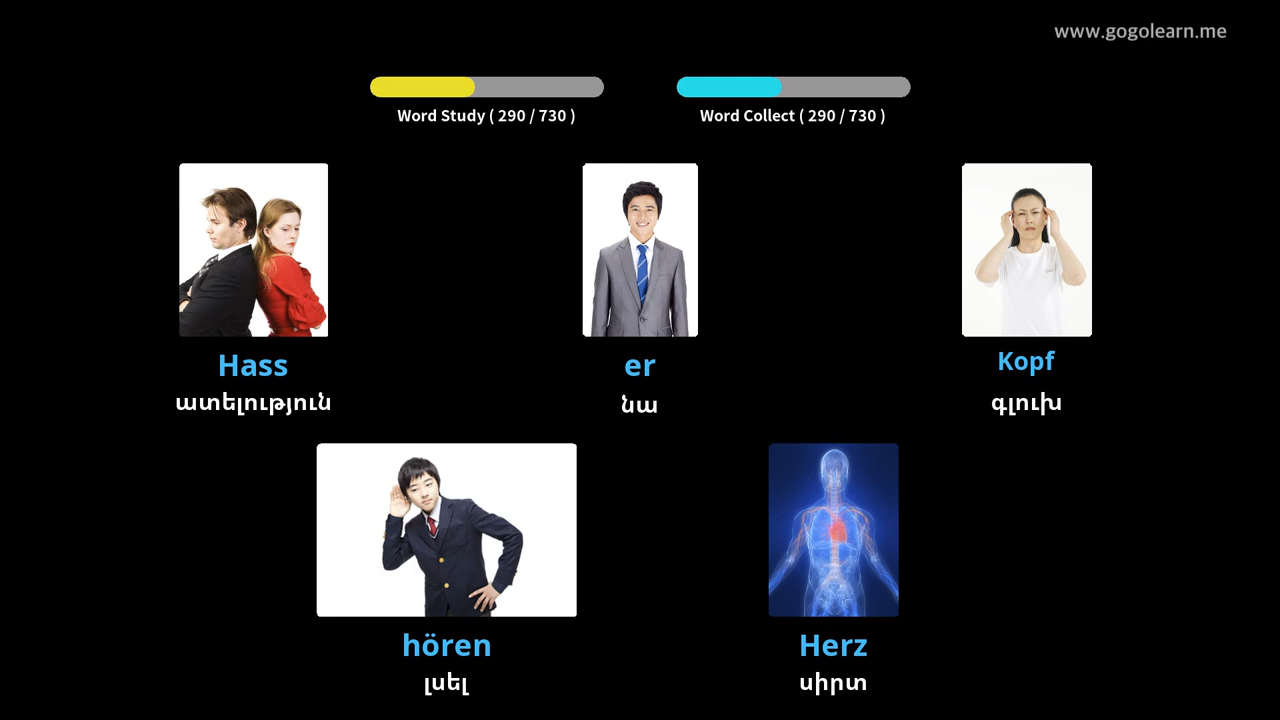 www.gogolearn.me
Word Study ( 290 / 730 )
Word Collect ( 290 / 730 )
Hass
ատելություն
er
նա
Kopf
գլուխ
hören
լսել
Herz
սիրտ